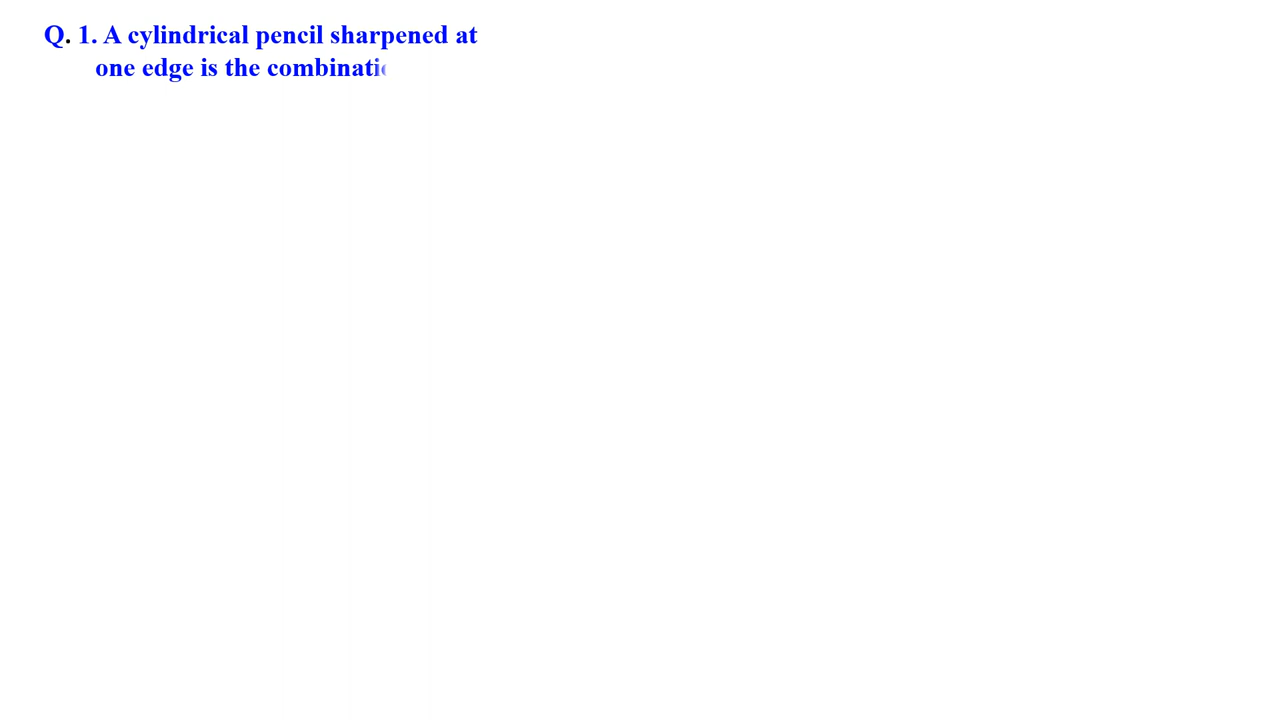 Q. 1. A cylindrical pencil sharpened at
one edge is the